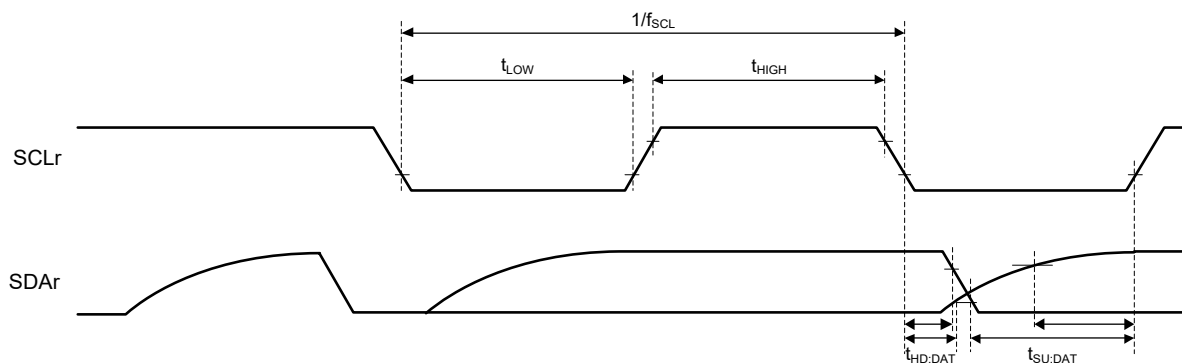 1/fSCL
tLOW
tHIGH
SCLr
SDAr
tHD:DAT
tSU:DAT